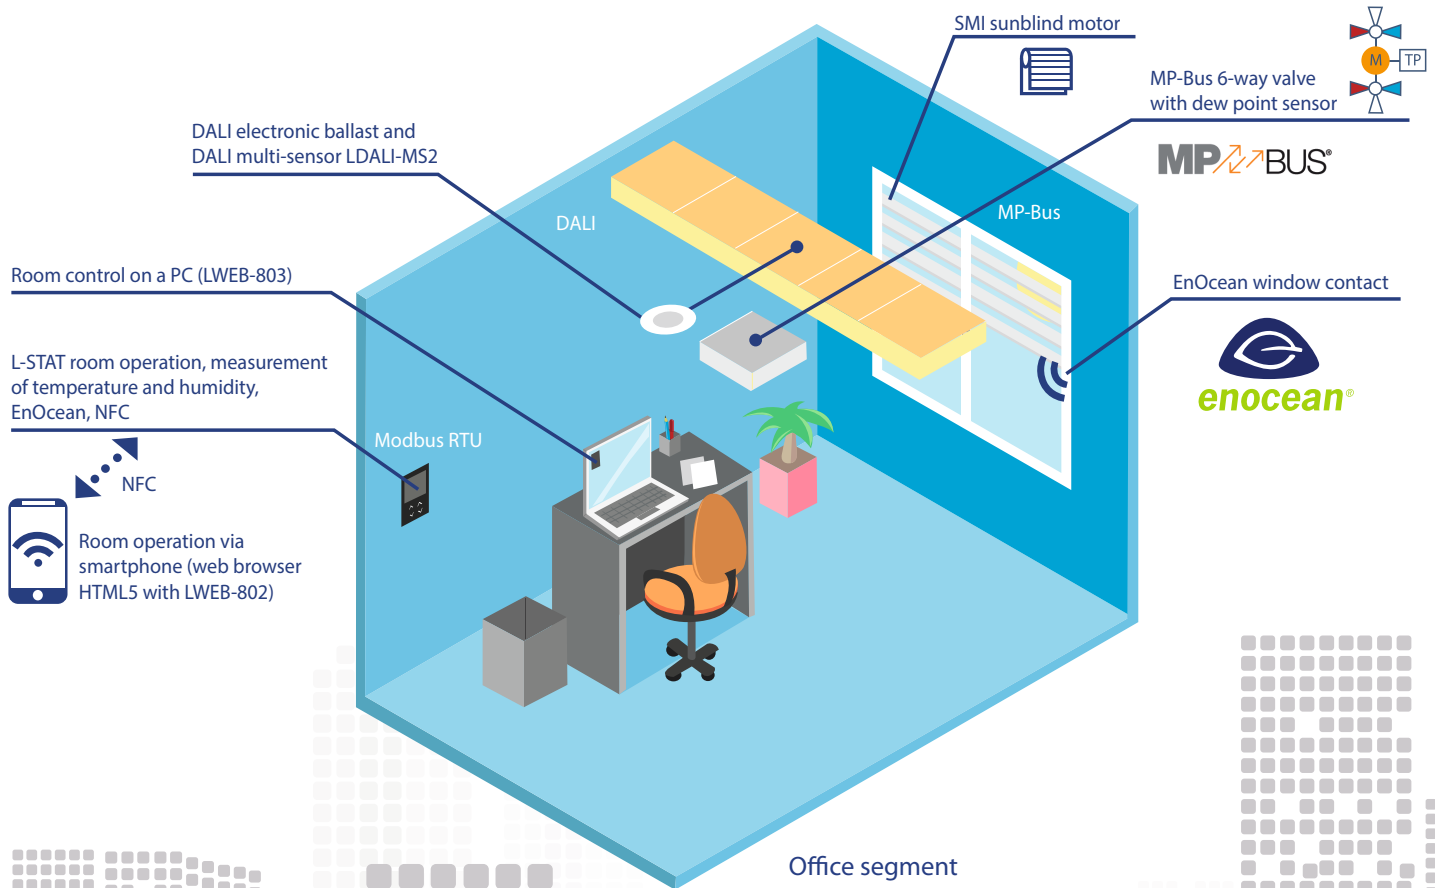 SMI sunblind motor
MP-Bus 6-way valve
with dew point sensor
M
TP
MP BUS®
DALI electronic ballast and
DALI multi-sensor LDALI-MS2
DALI
MP-Bus
Room control on a PC (LWEB-803)
EnOcean window contact
enocean®
L-STAT room operation, measurement
of temperature and humidity,
EnOcean, NFC
Modbus RTU
NFC
Room operation via
smartphone (web browser
HTML5 with LWEB-802)
Office segment